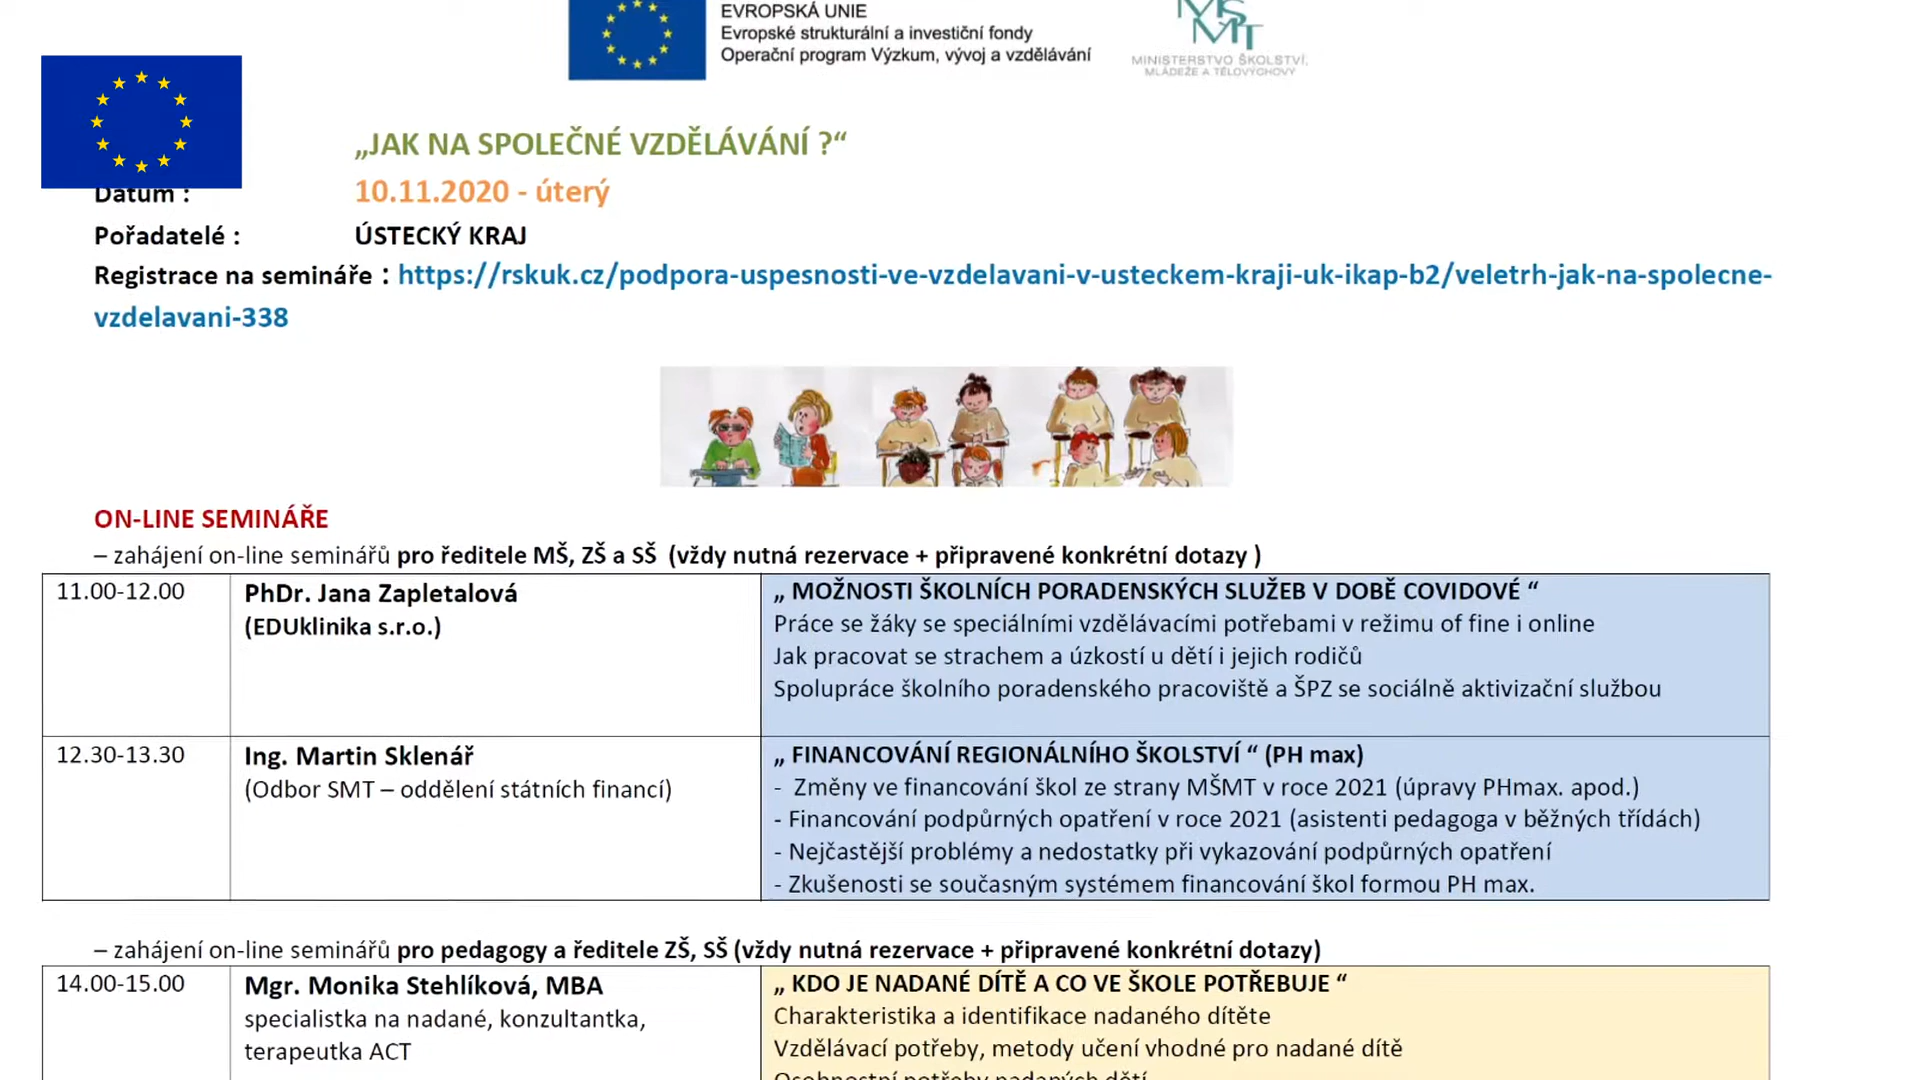 EVROPSKÁ UNIE
Evropské strukturální a investiční fondy
Operační program Výzkum, vývoj a vzdělávání
MŠMT
MINISTERSTVO ŠKOLSTVÍ,
MLÁDEŽE A TĚLOVÝCHOVY
„JAK NA SPOLEČNÉ VZDĚLÁVÁNÍ ?“
Datum : 10.11.2020 - úterý
Pořadatelé : ÚSTECKÝ KRAJ
Registrace na semináře : https://rskuk.cz/podpora-uspesnosti-ve-vzdelavani-v-usteckem-kraji-uk-ikap-b2/veletrh-jak-na-spolecne-
vzdelavani-338
ON-LINE SEMINÁŘE
– zahájení on-line seminářů pro ředitele MŠ, ZŠ a SŠ (vždy nutná rezervace + připravené konkrétní dotazy )
11.00-12.00
PhDr. Jana Zapletalová
(EDUklinika s.r.o.)
„ MOŽNOSTI ŠKOLNÍCH PORADENSKÝCH SLUŽEB V DOBĚ COVIDOVÉ “
Práce se žáky se speciálními vzdělávacími potřebami v režimu of fine i online
Jak pracovat se strachem a úzkostí u dětí i jejich rodičů
Spolupráce školního poradenského pracoviště a ŠPZ se sociálně aktivizační službou
12.30-13.30
Ing. Martin Sklenář
(Odbor SMT – oddělení státních financí)
„ FINANCOVÁNÍ REGIONÁLNÍHO ŠKOLSTVÍ “ (PH max)
- Změny ve financování škol ze strany MŠMT v roce 2021 (úpravy PHmax. apod.)
- Financování podpůrných opatření v roce 2021 (asistenti pedagoga v běžných třídách)
- Nejčastější problémy a nedostatky při vykazování podpůrných opatření
- Zkušenosti se současným systémem financování škol formou PH max.
– zahájení on-line seminářů pro pedagogy a ředitele ZŠ, SŠ (vždy nutná rezervace + připravené konkrétní dotazy)
14.00-15.00
Mgr. Monika Stehlíková, MBA
specialistka na nadané, konzultantka,
terapeutka ACT
„ KDO JE NADANÉ DÍTĚ A CO VE ŠKOLE POTŘEBUJE “
Charakteristika a identifikace nadaného dítěte
Vzdělávací potřeby, metody učení vhodné pro nadané dítě
Osobnostní potřeby nadaných dětí